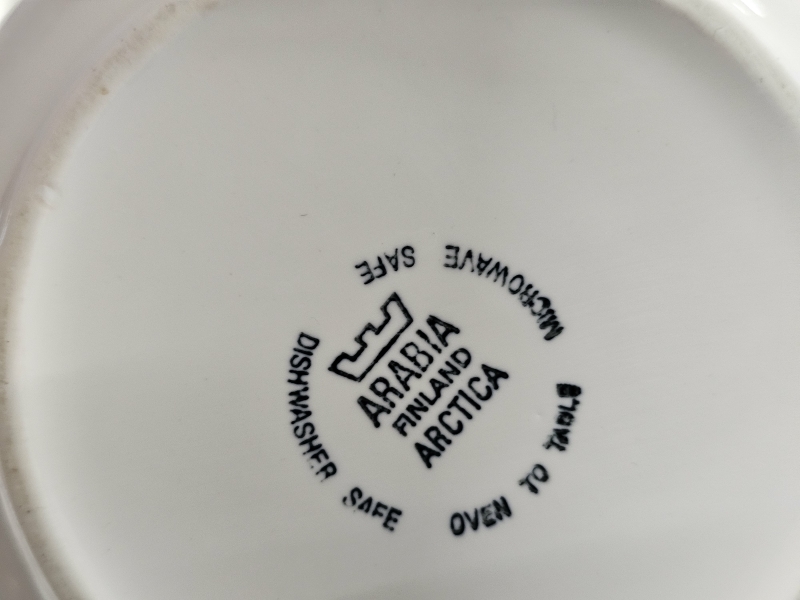 ARABIA
FINLAND
ARCTICA
DISHWASHER SAFE
OVEN TO TABLE
MICROWAVE SAFE